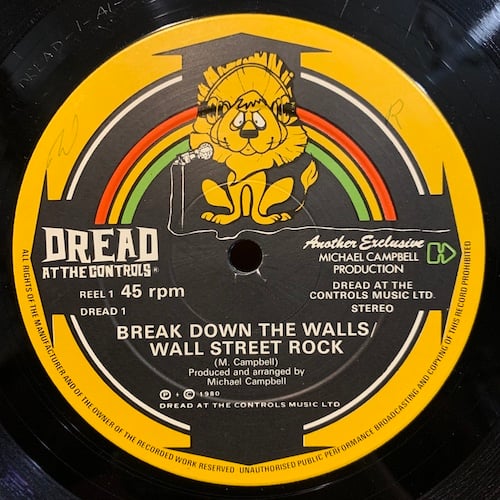 DREAD-1-A1
W
R
DREAD
AT THE CONTROLS®
REEL 1 45 rpm
DREAD 1
Another Exclusive
MICHAEL CAMPBELL
PRODUCTION
DREAD AT THE
CONTROLS MUSIC LTD.
STEREO
BREAK DOWN THE WALLS/
WALL STREET ROCK
(M. Campbell)
Produced and arranged by
Michael Campbell
Ⓟ + © 1980
DREAD AT THE CONTROLS MUSIC LTD
ALL RIGHTS OF THE MANUFACTURER AND OF THE OWNER OF THE RECORDED WORK RESERVED UNAUTHORISED PUBLIC PERFORMANCE BROADCASTING AND COPYING OF THIS RECORD PROHIBITED